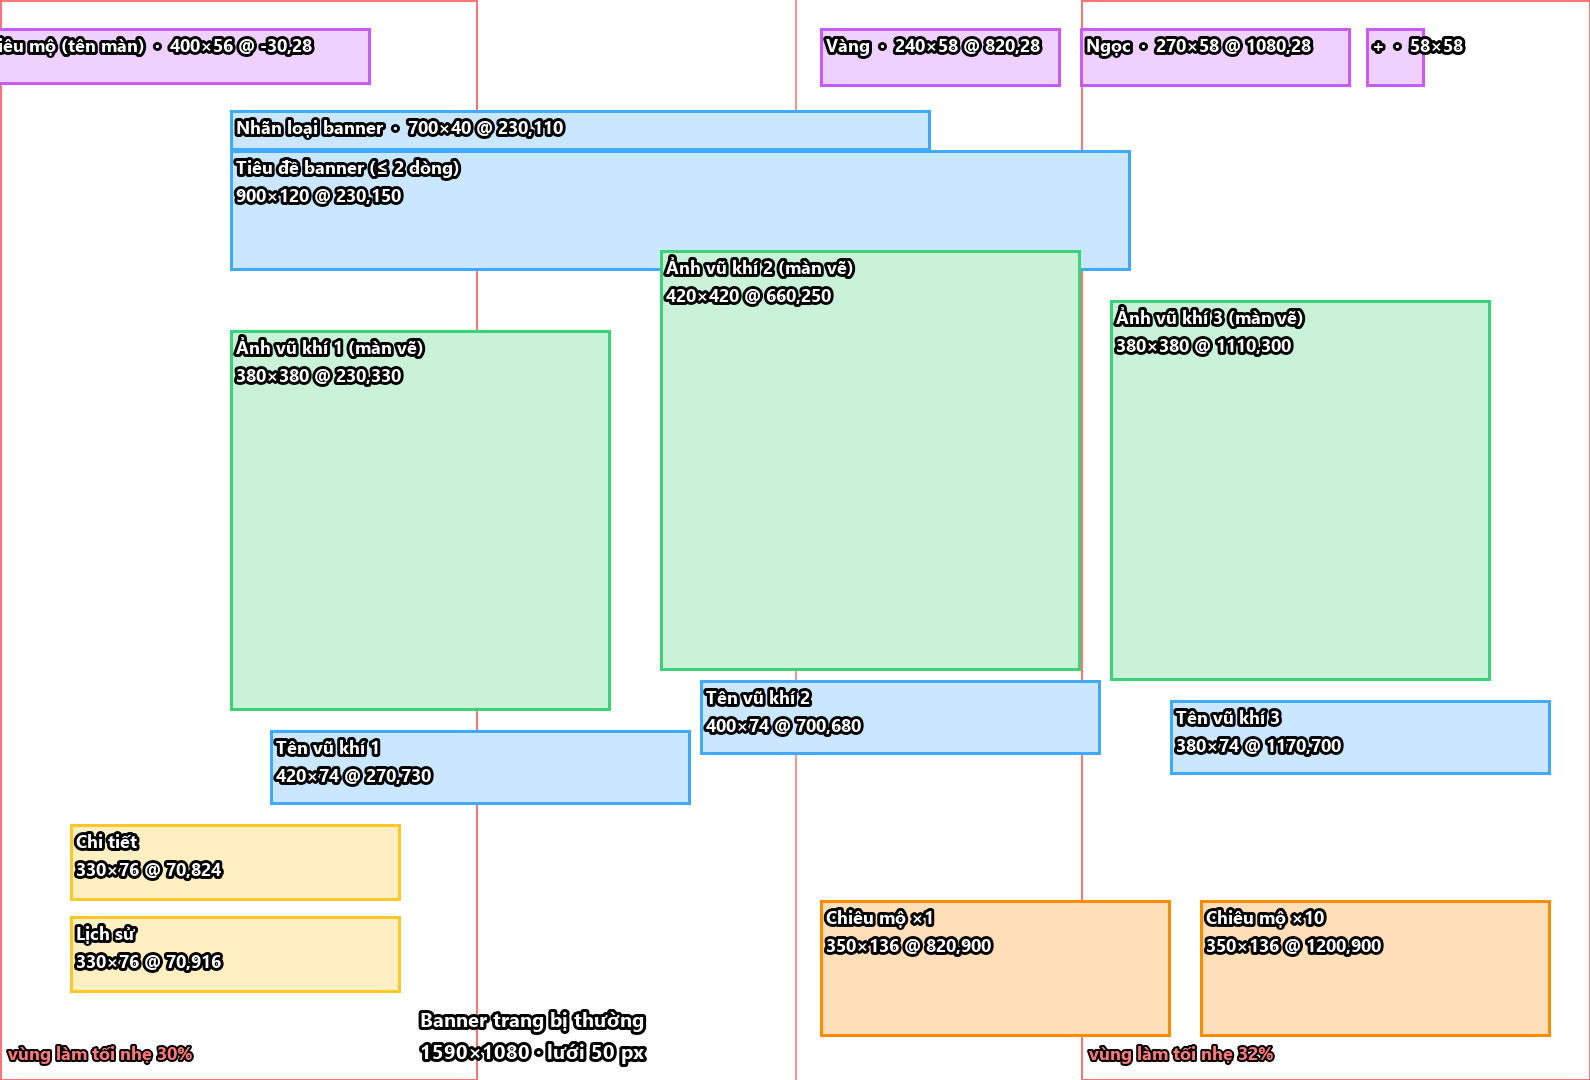 iêu mộ (tên màn) • 400×56 @ -30,28
Vàng • 240×58 @ 820,28
Ngọc • 270×58 @ 1080,28
+ • 58×58
Nhãn loại banner • 700×40 @ 230,110
Tiêu đề banner (≤ 2 dòng)
900×120 @ 230,150
Ảnh vũ khí 2 (màn vẽ)
420×420 @ 660,250
Ảnh vũ khí 3 (màn vẽ)
380×380 @ 1110,300
Ảnh vũ khí 1 (màn vẽ)
380×380 @ 230,330
Tên vũ khí 2
400×74 @ 700,680
Tên vũ khí 3
380×74 @ 1170,700
Tên vũ khí 1
420×74 @ 270,730
Chi tiết
330×76 @ 70,824
Lịch sử
330×76 @ 70,916
Chiêu mộ ×1
350×136 @ 820,900
Chiêu mộ ×10
350×136 @ 1200,900
Banner trang bị thường
1590×1080 · lưới 50 px
vùng làm tối nhẹ 30%
vùng làm tối nhẹ 32%